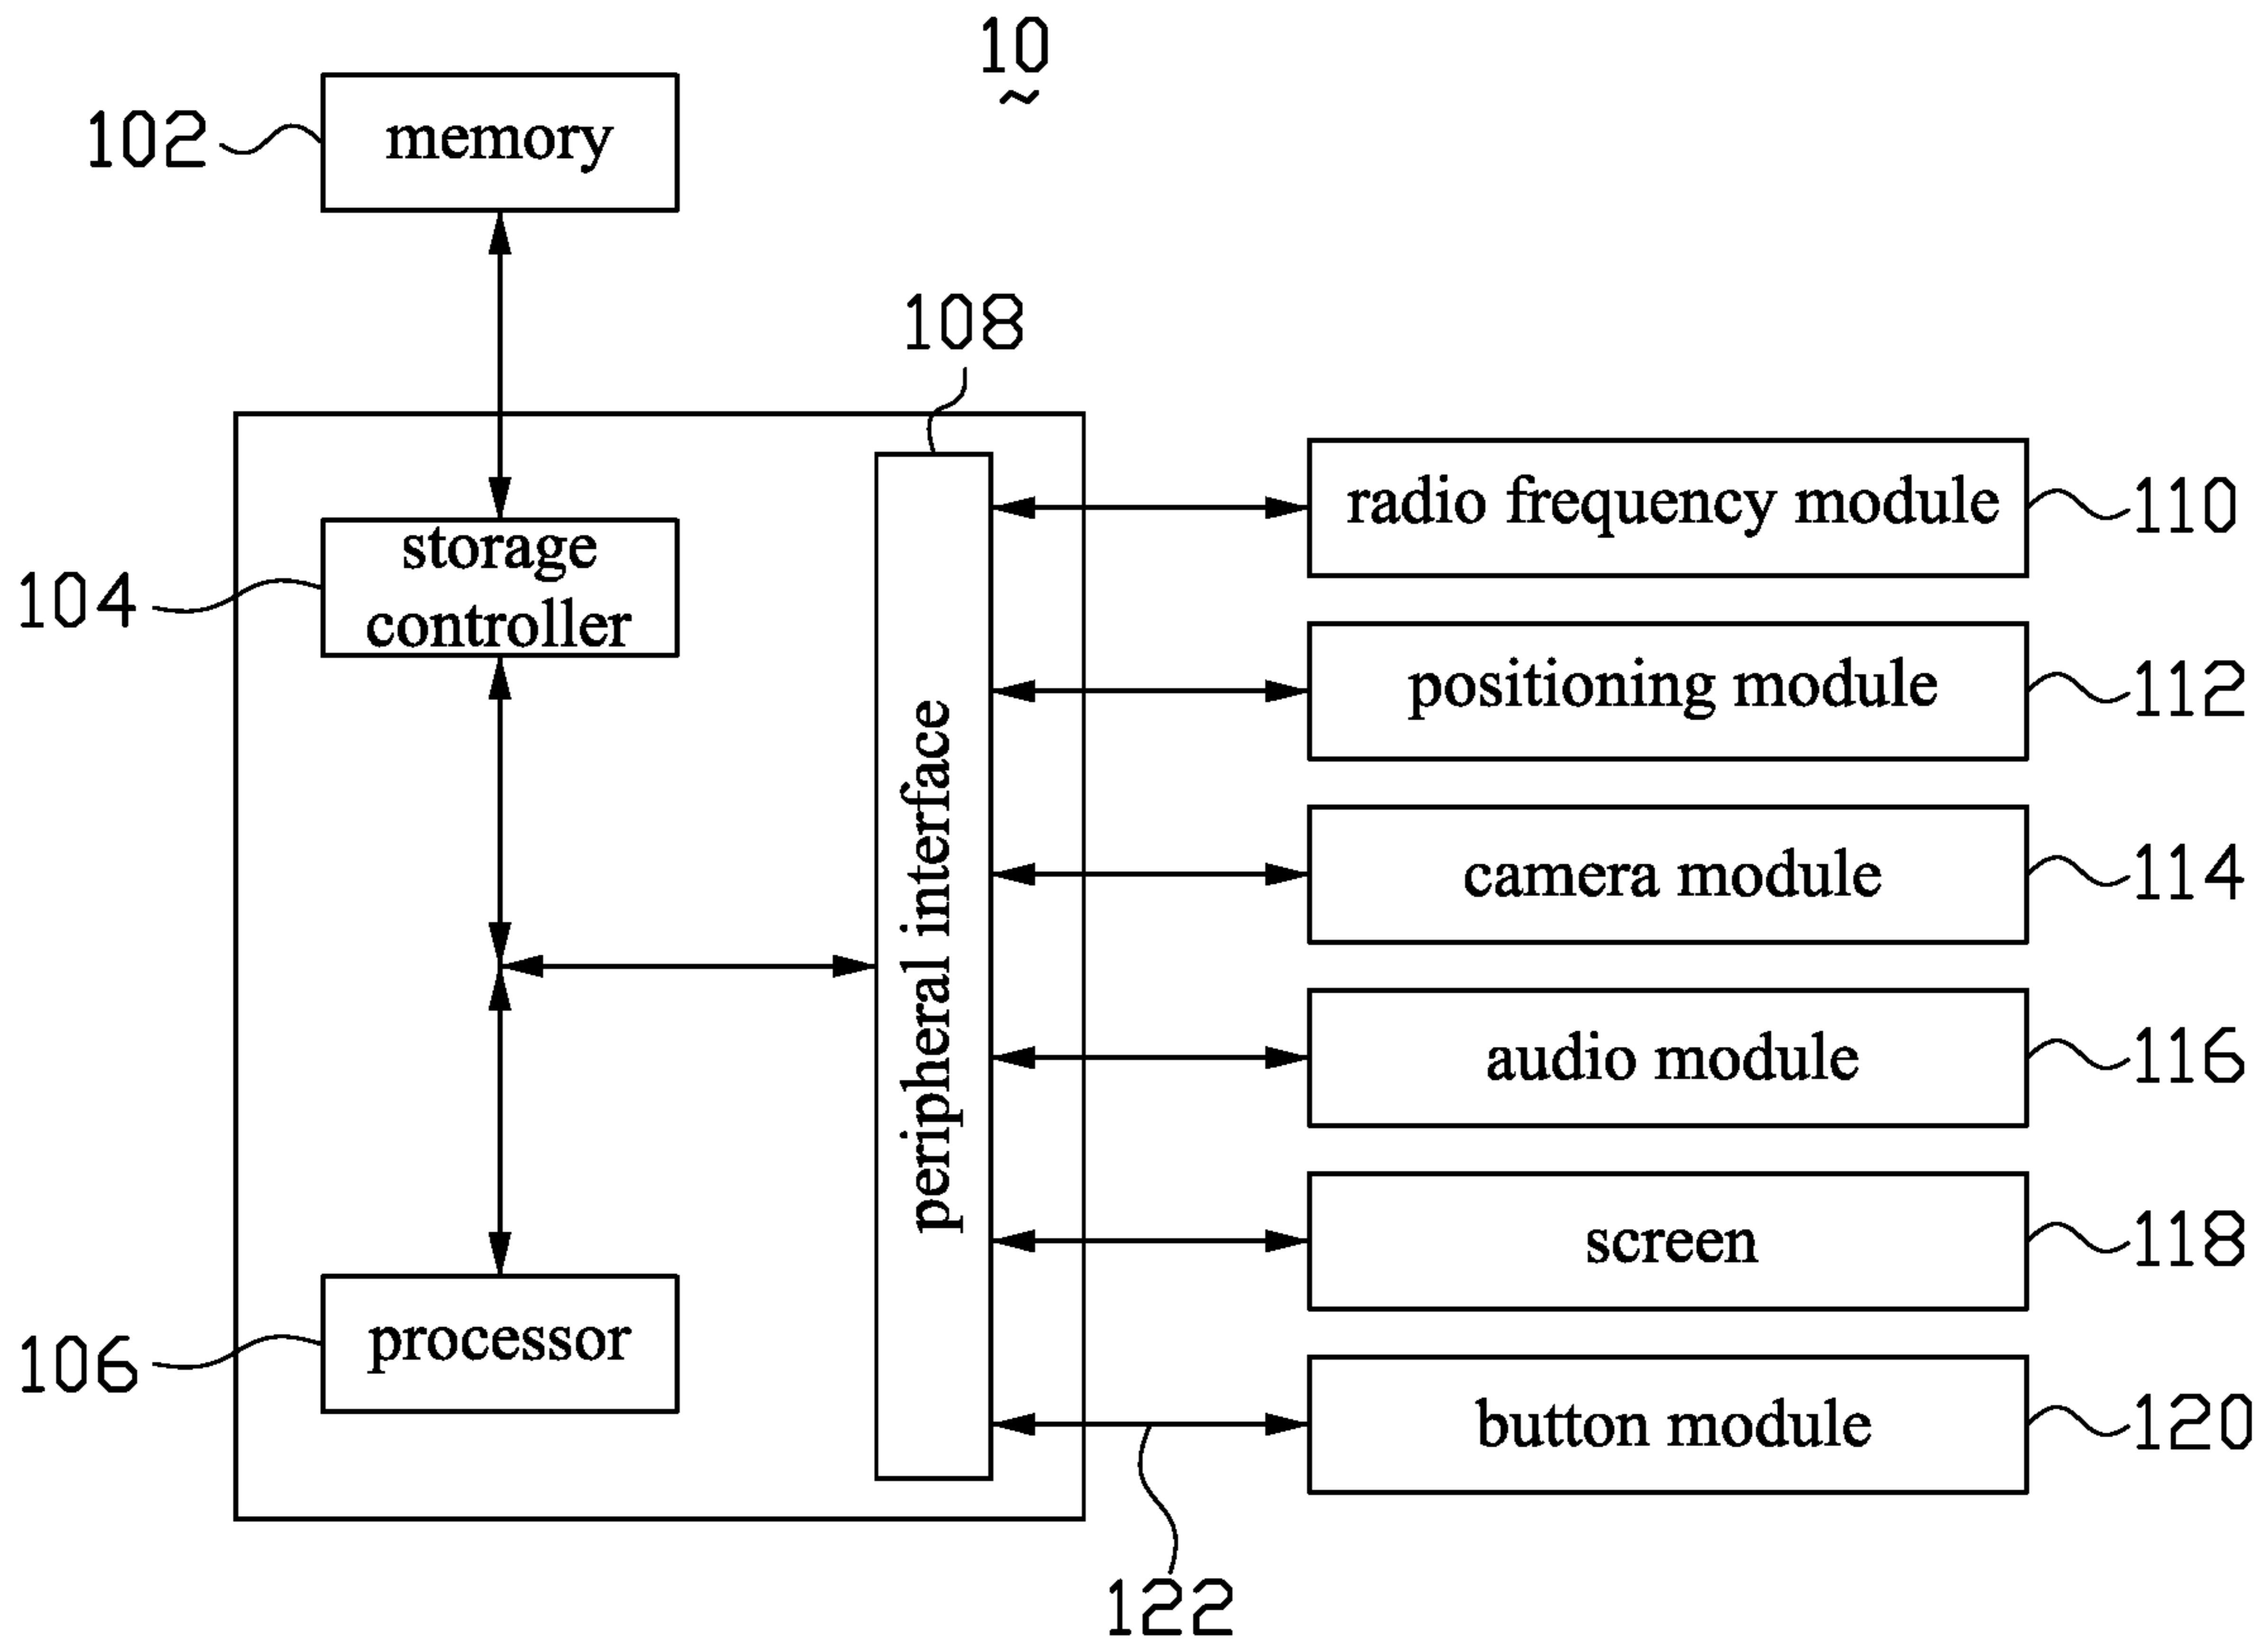 10
102
memory
108
radio frequency module
110
storage
controller
104
positioning module
112
peripheral interface
camera module
114
audio module
116
screen
118
processor
106
button module
120
122